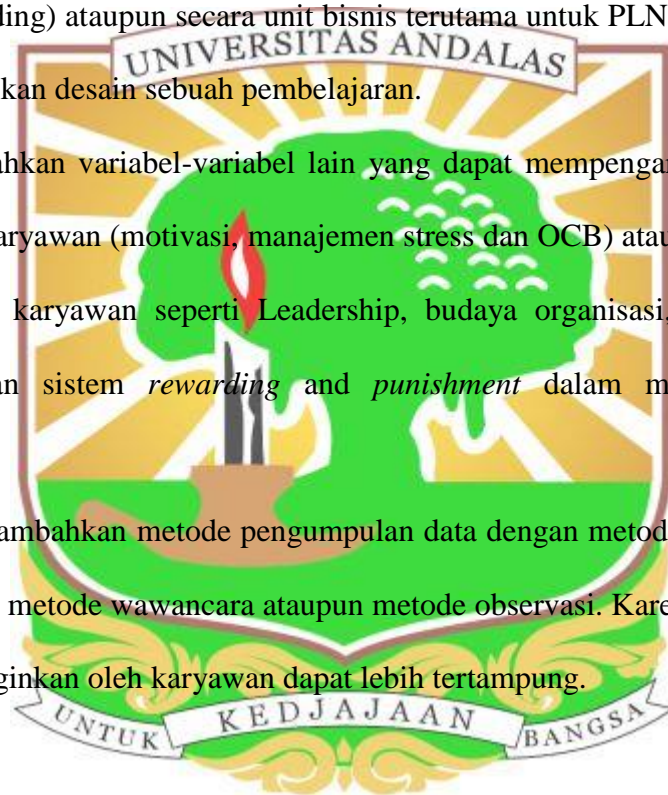 ding) ataupun secara unit bisnis terutama untuk PLN
UNIVERSITAS ANDALAS
kan desain sebuah pembelajaran.
ahkan variabel-variabel lain yang dapat mempengar
aryawan (motivasi, manajemen stress dan OCB) atau
karyawan seperti Leadership, budaya organisasi,
an sistem rewarding and punishment dalam m
ambahkan metode pengumpulan data dengan metod
metode wawancara ataupun metode observasi. Kare
ginkan oleh karyawan dapat lebih tertampung.
UNTUK KEDJAJAAN BANGSA